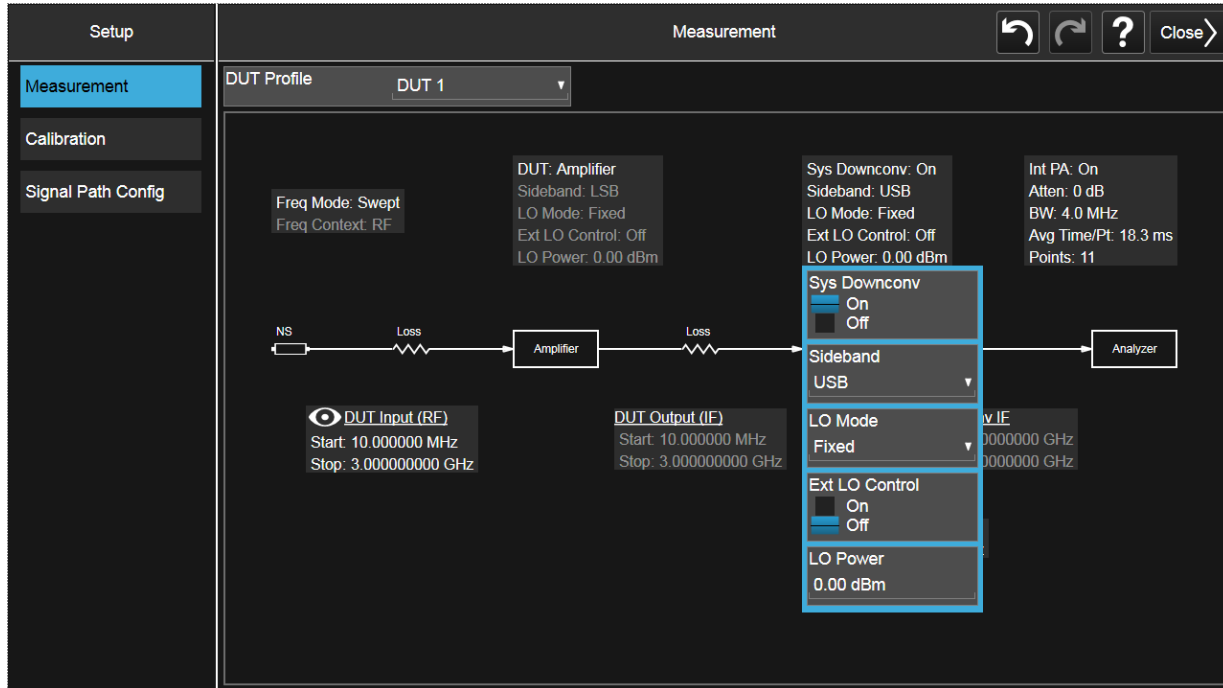 Setup
Measurement
?
Close
Measurement
Calibration
Signal Path Config
DUT Profile
DUT 1
Freq Mode: Swept
Freq Context: RF
DUT: Amplifier
Sideband: LSB
LO Mode: Fixed
Ext LO Control: Off
LO Power: 0.00 dBm
Sys Downconv: On
Sideband: USB
LO Mode: Fixed
Ext LO Control: Off
LO Power: 0.00 dBm
Int PA: On
Atten: 0 dB
BW: 4.0 MHz
Avg Time/Pt: 18.3 ms
Points: 11
NS
Loss
Amplifier
Loss
Analyzer
DUT Input (RF)
Start: 10.000000 MHz
Stop: 3.000000000 GHz
DUT Output (IF)
Start: 10.000000 MHz
Stop: 3.000000000 GHz
Sys Downconv
On
Off
Sideband
USB
LO Mode
Fixed
Ext LO Control
On
Off
LO Power
0.00 dBm
IF
GHz
GHz